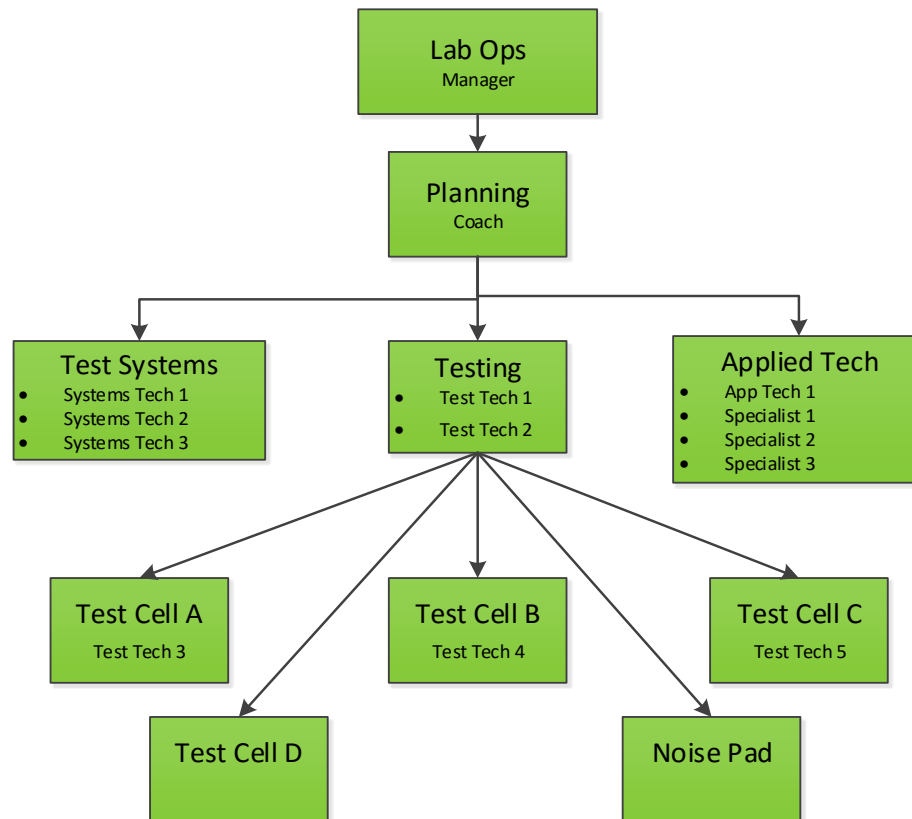 Lab Ops
Manager
Planning
Coach
Test Systems
• Systems Tech 1
• Systems Tech 2
• Systems Tech 3
Testing
• Test Tech 1
• Test Tech 2
Applied Tech
• App Tech 1
• Specialist 1
• Specialist 2
• Specialist 3
Test Cell A
Test Tech 3
Test Cell B
Test Tech 4
Test Cell C
Test Tech 5
Test Cell D
Noise Pad